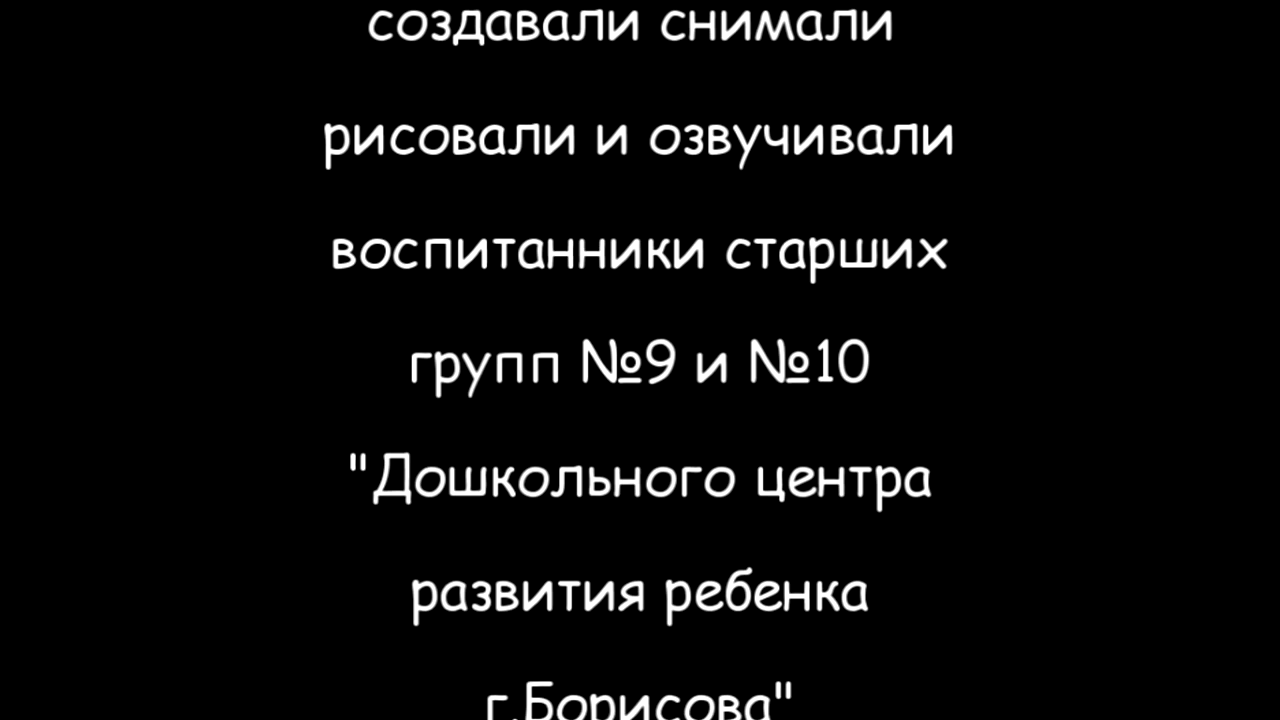 создавали снимали
рисовали и озвучивали
воспитанники старших
групп №9 и №10
"Дошкольного центра
развития ребенка
г.Борисова"